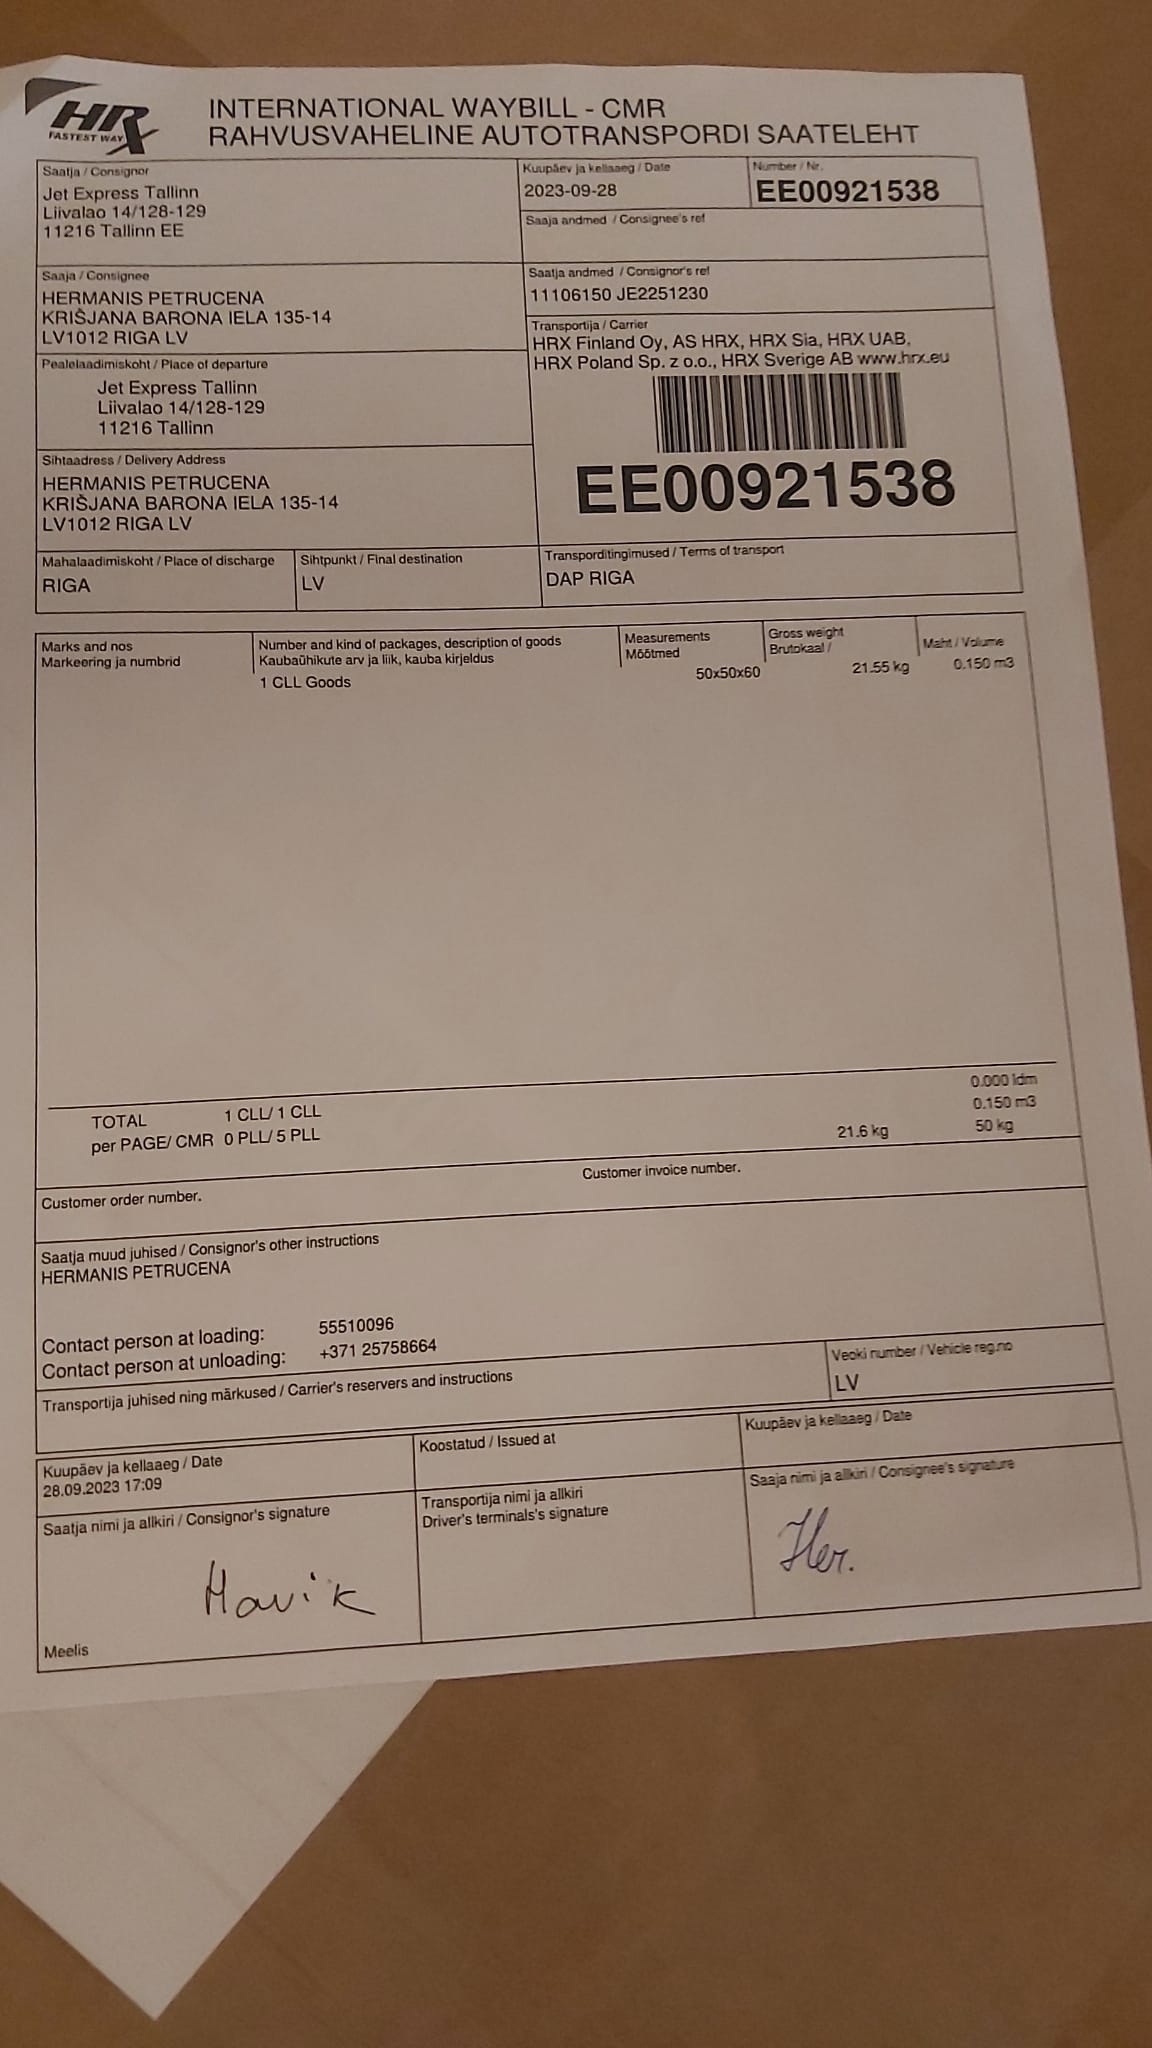 HRX
FASTEST WAY
INTERNATIONAL WAYBILL - CMR
RAHVUSVAHELINE AUTOTRANSPORDI SAATELEHT
Saatja / Consignor
Jet Express Tallinn
Liivalao 14/128-129
11216 Tallinn EE
Kuupäev ja kellaaeg / Date
2023-09-28
Number / Nr.
EE00921538
Saaja andmed / Consignee's ref
Saaja / Consignee
HERMANIS PETRUCENA
KRIŠJANA BARONA IELA 135-14
LV1012 RIGA LV
Saatja andmed / Consignor's ref
11106150 JE2251230
Transportija / Carrier
HRX Finland Oy, AS HRX, HRX Sia, HRX UAB,
HRX Poland Sp. z o.o., HRX Sverige AB www.hrx.eu
Pealelaadimiskoht / Place of departure
Jet Express Tallinn
Liivalao 14/128-129
11216 Tallinn
EE00921538
Sihtaadress / Delivery Address
HERMANIS PETRUCENA
KRIŠJANA BARONA IELA 135-14
LV1012 RIGA LV
Mahalaadimiskoht / Place of discharge
RIGA
Sihtpunkt / Final destination
LV
Transporditingimused / Terms of transport
DAP RIGA
Marks and nos
Markeering ja numbrid
Number and kind of packages, description of goods
Kaubaühikute arv ja liik, kauba kirjeldus
1 CLL Goods
Measurements
Mõõtmed
50x50x60
Gross weight
Brutokaal /
21.55 kg
Maht / Volume
0.150 m3
TOTAL 1 CLL/ 1 CLL
per PAGE/ CMR 0 PLL/ 5 PLL
21.6 kg
0.000 ldm
0.150 m3
50 kg
Customer order number.
Customer invoice number.
Saatja muud juhised / Consignor's other instructions
HERMANIS PETRUCENA
Contact person at loading: 55510096
Contact person at unloading: +371 25758664
Transportija juhised ning märkused / Carrier's reservers and instructions
Veoki number / Vehicle reg.no
LV
Kuupäev ja kellaaeg / Date
28.09.2023 17:09
Koostatud / Issued at
Kuupäev ja kellaaeg / Date
Saatja nimi ja allkiri / Consignor's signature
Transportija nimi ja allkiri
Driver's terminals's signature
Saaja nimi ja allkiri / Consignee's signature
Her.
Meelis